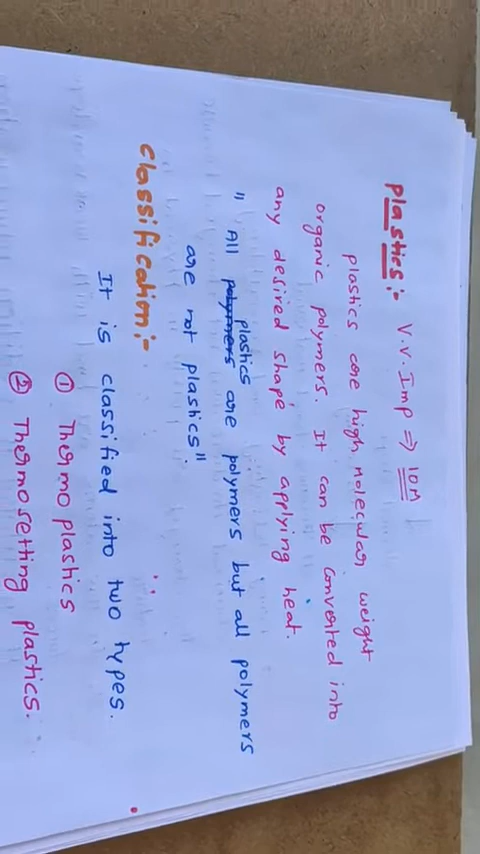 Plastics:- V.V.Imp ⇒ 10M
plastics are high molecular weight
organic polymers. It can be converted into
any desired shape by applying heat.
" All polymers plastics are polymers but all polymers
are not plastics".
classification:-
It is classified into two types.
① Thermoplastics
② Thermosetting plastics.